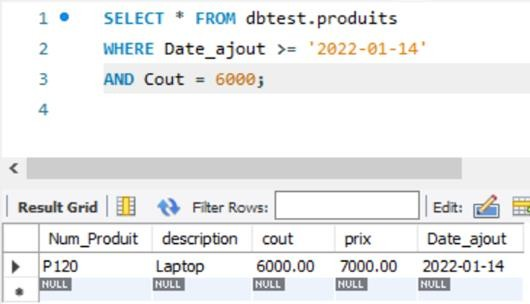 1 SELECT * FROM dbtest.produits
2 WHERE Date_ajout >= '2022-01-14'
3 AND Cout = 6000;
4
Result Grid Filter Rows: Edit:
Num_Produit description cout prix Date_ajout
P120 Laptop 6000.00 7000.00 2022-01-14
NULL NULL NULL NULL NULL